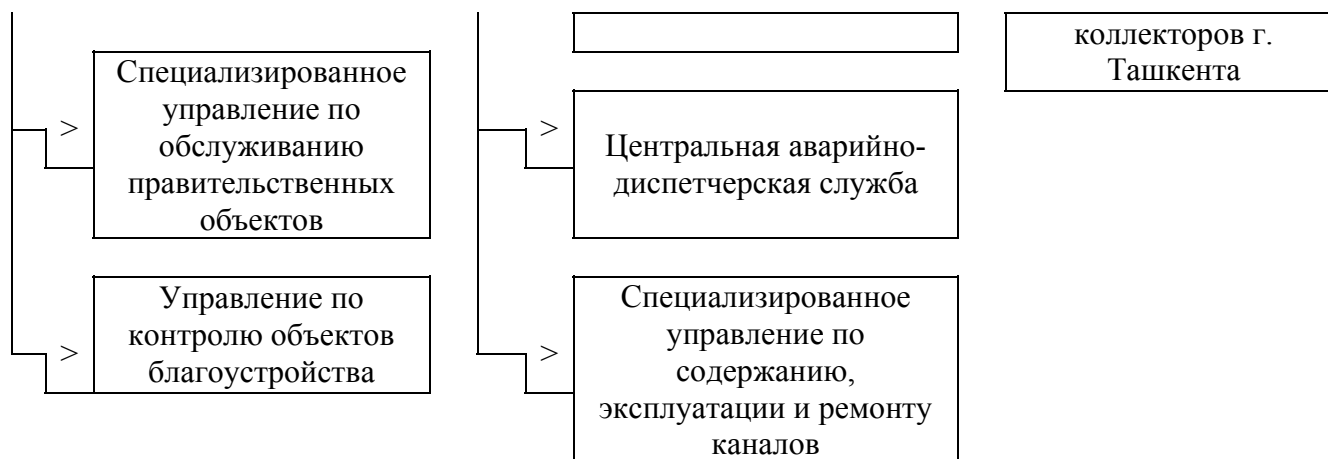 коллекторов г.
Ташкента
>
Специализированное
управление по
обслуживанию
правительственных
объектов
>
Центральная аварийно-
диспетчерская служба
>
Управление по
контролю объектов
благоустройства
>
Специализированное
управление по
содержанию,
эксплуатации и ремонту
каналов